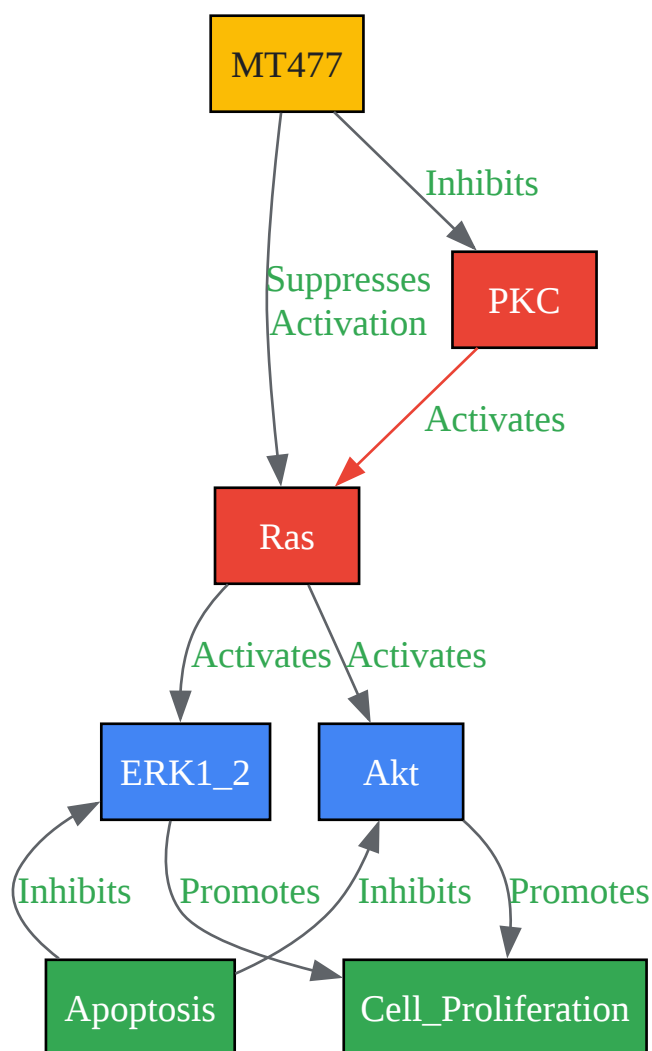 MT477
Inhibits
Suppresses
Activation
PKC
Activates
Ras
Activates
Activates
ERK1_2
Akt
Inhibits
Promotes
Inhibits
Promotes
Apoptosis
Cell_Proliferation